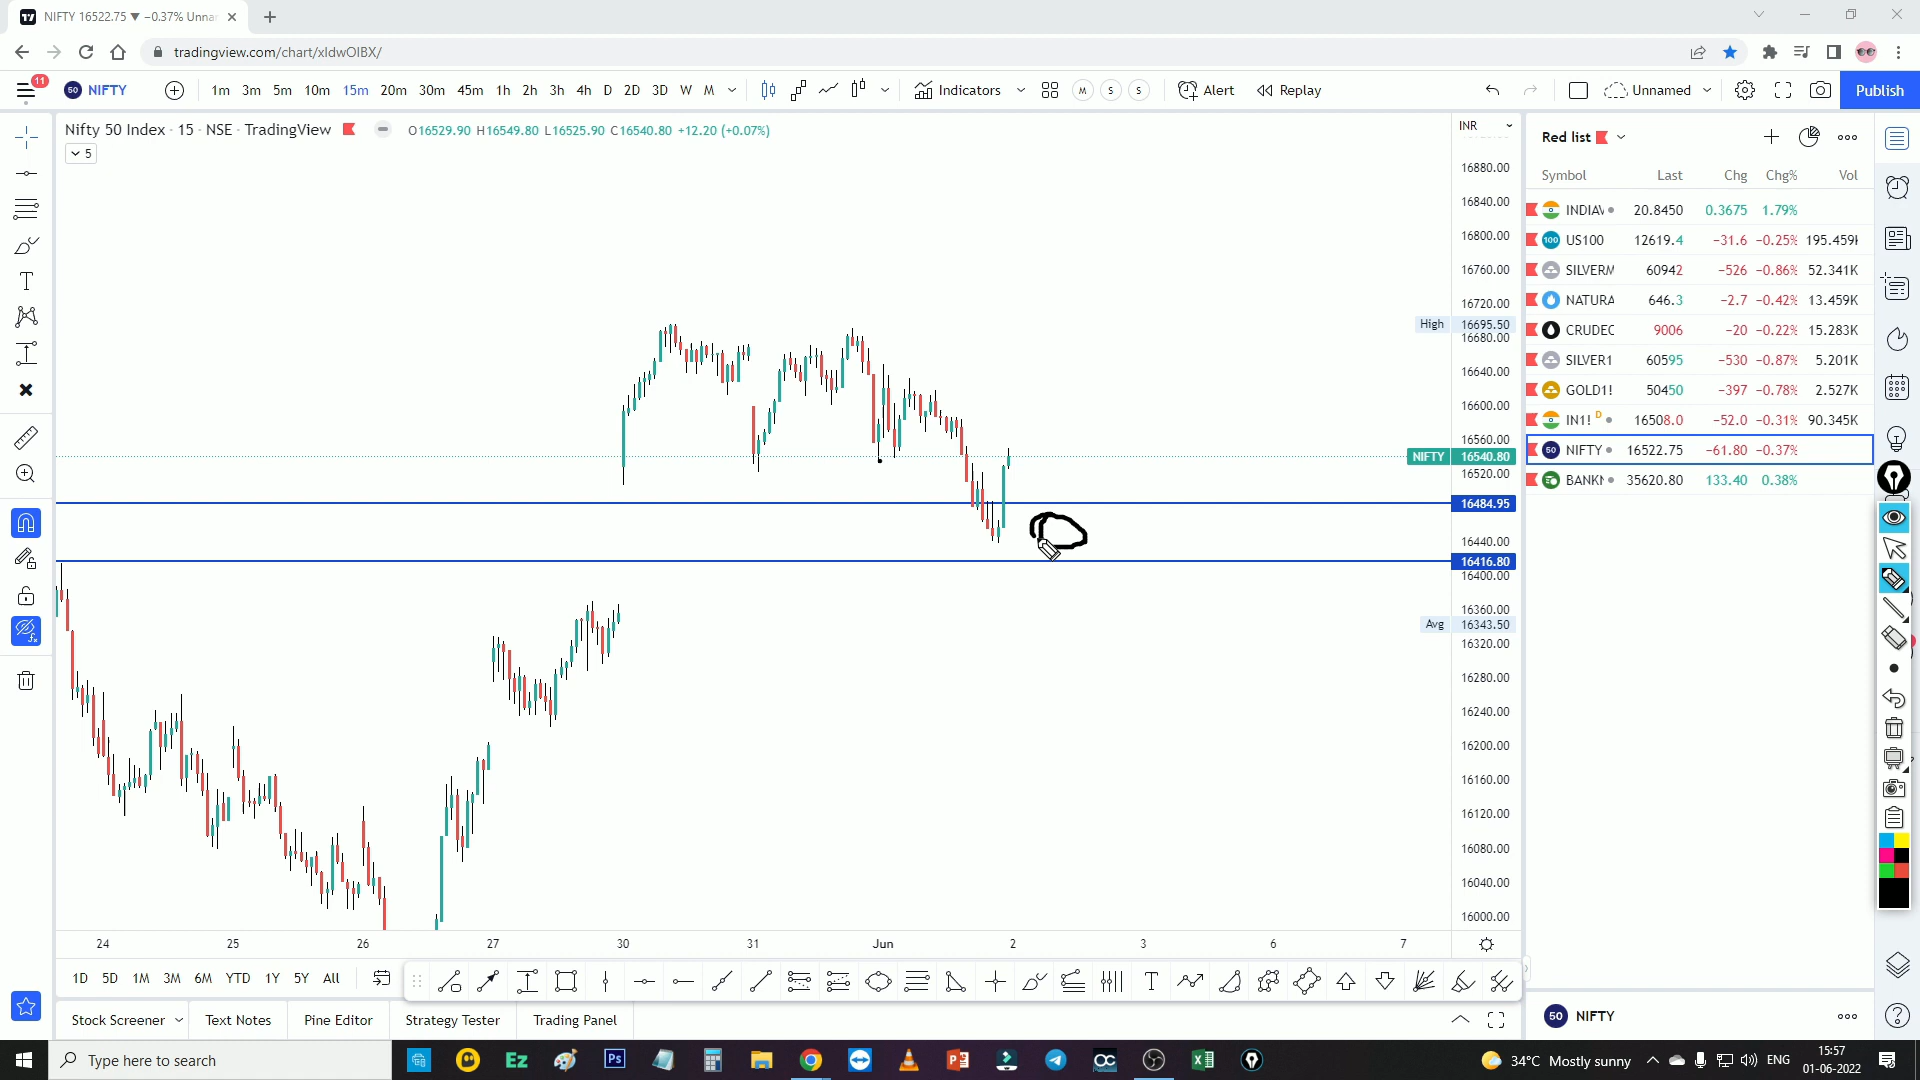 NIFTY 16522.75 ▼ −0.37% Unna
tradingview.com/chart/xIdwOIBX/
11
50 NIFTY 1m 3m 5m 10m 15m 20m 30m 45m 1h 2h 3h 4h D 2D 3D W M Indicators M S S Alert Replay Unnamed Publish
Nifty 50 Index · 15 · NSE · TradingView O16529.90 H16549.80 L16525.90 C16540.80 +12.20 (+0.07%)
5
INR
16880.00
16840.00
16800.00
16760.00
16720.00
High 16695.50
16680.00
16640.00
16600.00
16560.00
NIFTY 16540.80
16520.00
16484.95
16440.00
16416.80
16400.00
16360.00
Avg 16343.50
16320.00
16280.00
16240.00
16200.00
16160.00
16120.00
16080.00
16040.00
16000.00
24 25 26 27 30 31 Jun 2 3 6 7
Red list
Symbol Last Chg Chg% Vol
INDIAV 20.8450 0.3675 1.79%
100 US100 12619.4 −31.6 −0.25% 195.459K
SILVERM 60942 −526 −0.86% 52.341K
NATURA 646.3 −2.7 −0.42% 13.459K
CRUDEO 9006 −20 −0.22% 15.283K
SILVER1 60595 −530 −0.87% 5.201K
GOLD1! 50450 −397 −0.78% 2.527K
IN1! D 16508.0 −52.0 −0.31% 90.345K
50 NIFTY 16522.75 −61.80 −0.37%
BANKN 35620.80 133.40 0.38%
1D 5D 1M 3M 6M YTD 1Y 5Y All
Stock Screener Text Notes Pine Editor Strategy Tester Trading Panel
50 NIFTY
Type here to search
Ez
Ps
OC
34°C Mostly sunny
ENG
15:57
01-06-2022